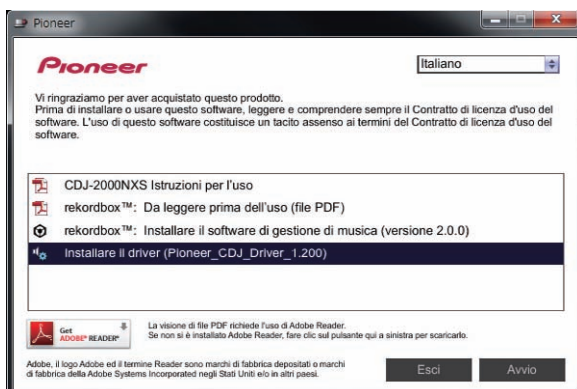 Pioneer
Pioneer
Italiano
Vi ringraziamo per aver acquistato questo prodotto.
Prima di installare o usare questo software, leggere e comprendere sempre il Contratto di licenza d'uso del
software. L'uso di questo software costituisce un tacito assenso ai termini del Contratto di licenza d'uso del
software.
CDJ-2000NXS Istruzioni per l'uso
rekordbox™: Da leggere prima dell'uso (file PDF)
rekordbox™: Installare il software di gestione di musica (versione 2.0.0)
Installare il driver (Pioneer_CDJ_Driver_1.200)
Get
ADOBE® READER®
La visione di file PDF richiede l'uso di Adobe Reader.
Se non si è installato Adobe Reader, fare clic sul pulsante qui a sinistra per scaricarlo.
Adobe, il logo Adobe ed il termine Reader sono marchi di fabbrica depositati o marchi
di fabbrica della Adobe Systems Incorporated negli Stati Uniti e/o in altri paesi.
Esci
Avvio